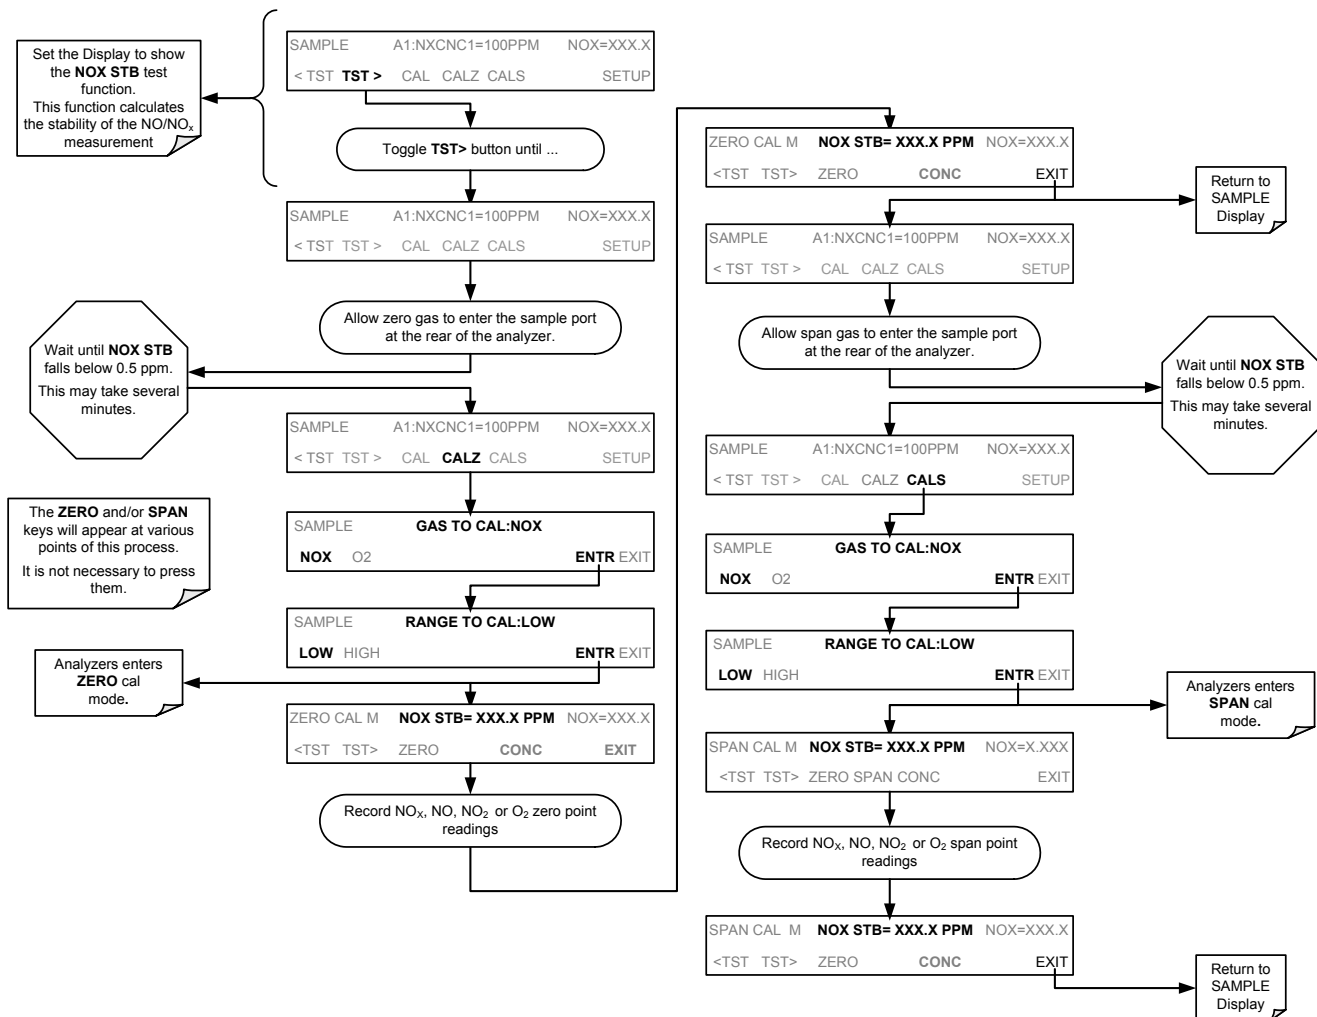 Set the Display to show
the NOX STB test
function.
This function calculates
the stability of the NO/NOx
measurement
SAMPLE A1:NXCNC1=100PPM NOX=XXX.X
< TST TST > CAL CALZ CALS SETUP
Toggle TST> button until ...
SAMPLE A1:NXCNC1=100PPM NOX=XXX.X
< TST TST > CAL CALZ CALS SETUP
Allow zero gas to enter the sample port
at the rear of the analyzer.
Wait until NOX STB
falls below 0.5 ppm.
This may take several
minutes.
SAMPLE A1:NXCNC1=100PPM NOX=XXX.X
< TST TST > CAL CALZ CALS SETUP
The ZERO and/or SPAN
keys will appear at various
points of this process.
It is not necessary to press
them.
SAMPLE GAS TO CAL:NOX
NOX O2 ENTR EXIT
SAMPLE RANGE TO CAL:LOW
LOW HIGH ENTR EXIT
Analyzers enters
ZERO cal
mode.
ZERO CAL M NOX STB= XXX.X PPM NOX=XXX.X
<TST TST> ZERO CONC EXIT
Record NOX, NO, NO2 or O2 zero point
readings
ZERO CAL M NOX STB= XXX.X PPM NOX=XXX.X
<TST TST> ZERO CONC EXIT
Return to
SAMPLE
Display
SAMPLE A1:NXCNC1=100PPM NOX=XXX.X
< TST TST > CAL CALZ CALS SETUP
Allow span gas to enter the sample port
at the rear of the analyzer.
Wait until NOX STB
falls below 0.5 ppm.
This may take several
minutes.
SAMPLE A1:NXCNC1=100PPM NOX=XXX.X
< TST TST > CAL CALZ CALS SETUP
SAMPLE GAS TO CAL:NOX
NOX O2 ENTR EXIT
SAMPLE RANGE TO CAL:LOW
LOW HIGH ENTR EXIT
Analyzers enters
SPAN cal
mode.
SPAN CAL M NOX STB= XXX.X PPM NOX=X.XXX
<TST TST> ZERO SPAN CONC EXIT
Record NOX, NO, NO2 or O2 span point
readings
SPAN CAL M NOX STB= XXX.X PPM NOX=XXX.X
<TST TST> ZERO CONC EXIT
Return to
SAMPLE
Display